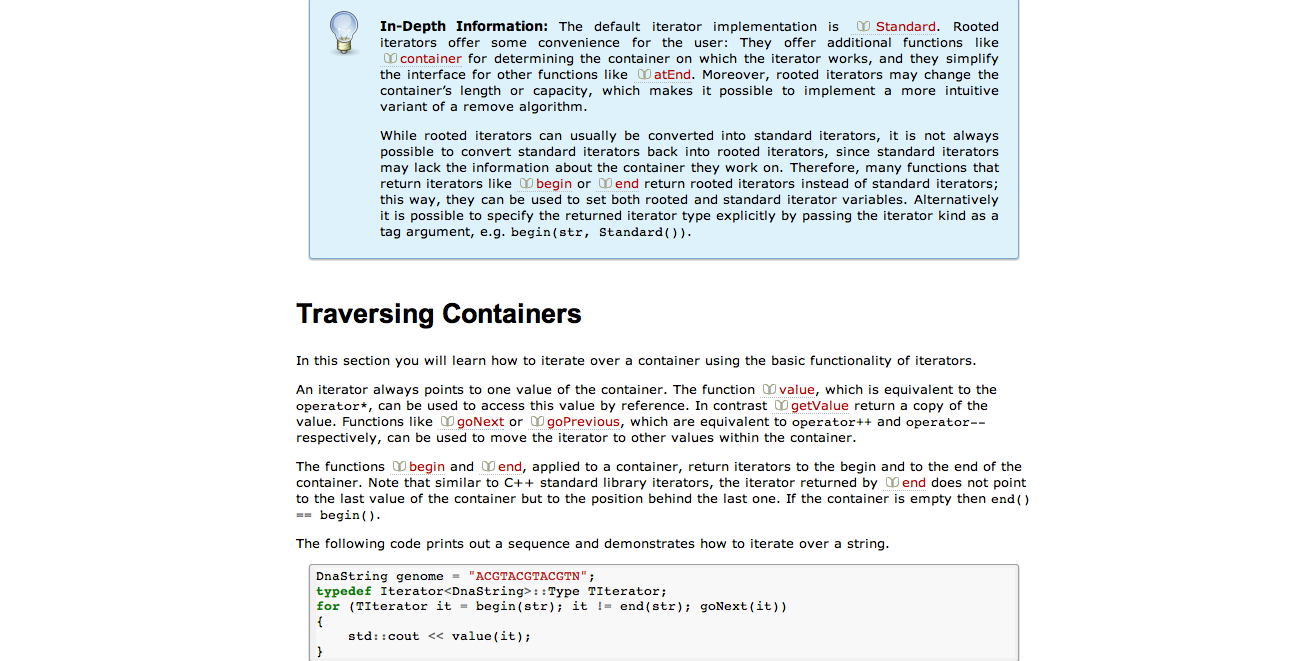 In-Depth Information: The default iterator implementation is Standard. Rooted
iterators offer some convenience for the user: They offer additional functions like
container for determining the container on which the iterator works, and they simplify
the interface for other functions like atEnd. Moreover, rooted iterators may change the
container's length or capacity, which makes it possible to implement a more intuitive
variant of a remove algorithm.
While rooted iterators can usually be converted into standard iterators, it is not always
possible to convert standard iterators back into rooted iterators, since standard iterators
may lack the information about the container they work on. Therefore, many functions that
return iterators like begin or end return rooted iterators instead of standard iterators;
this way, they can be used to set both rooted and standard iterator variables. Alternatively
it is possible to specify the returned iterator type explicitly by passing the iterator kind as a
tag argument, e.g. begin(str, Standard()).
Traversing Containers
In this section you will learn how to iterate over a container using the basic functionality of iterators.
An iterator always points to one value of the container. The function value, which is equivalent to the
operator*, can be used to access this value by reference. In contrast getValue return a copy of the
value. Functions like goNext or goPrevious, which are equivalent to operator++ and operator--
respectively, can be used to move the iterator to other values within the container.
The functions begin and end, applied to a container, return iterators to the begin and to the end of the
container. Note that similar to C++ standard library iterators, the iterator returned by end does not point
to the last value of the container but to the position behind the last one. If the container is empty then end()
== begin().
The following code prints out a sequence and demonstrates how to iterate over a string.
DnaString genome = "ACGTACGTACGTN";
typedef Iterator<DnaString>::Type TIterator;
for (TIterator it = begin(str); it != end(str); goNext(it))
{
    std::cout << value(it);
}